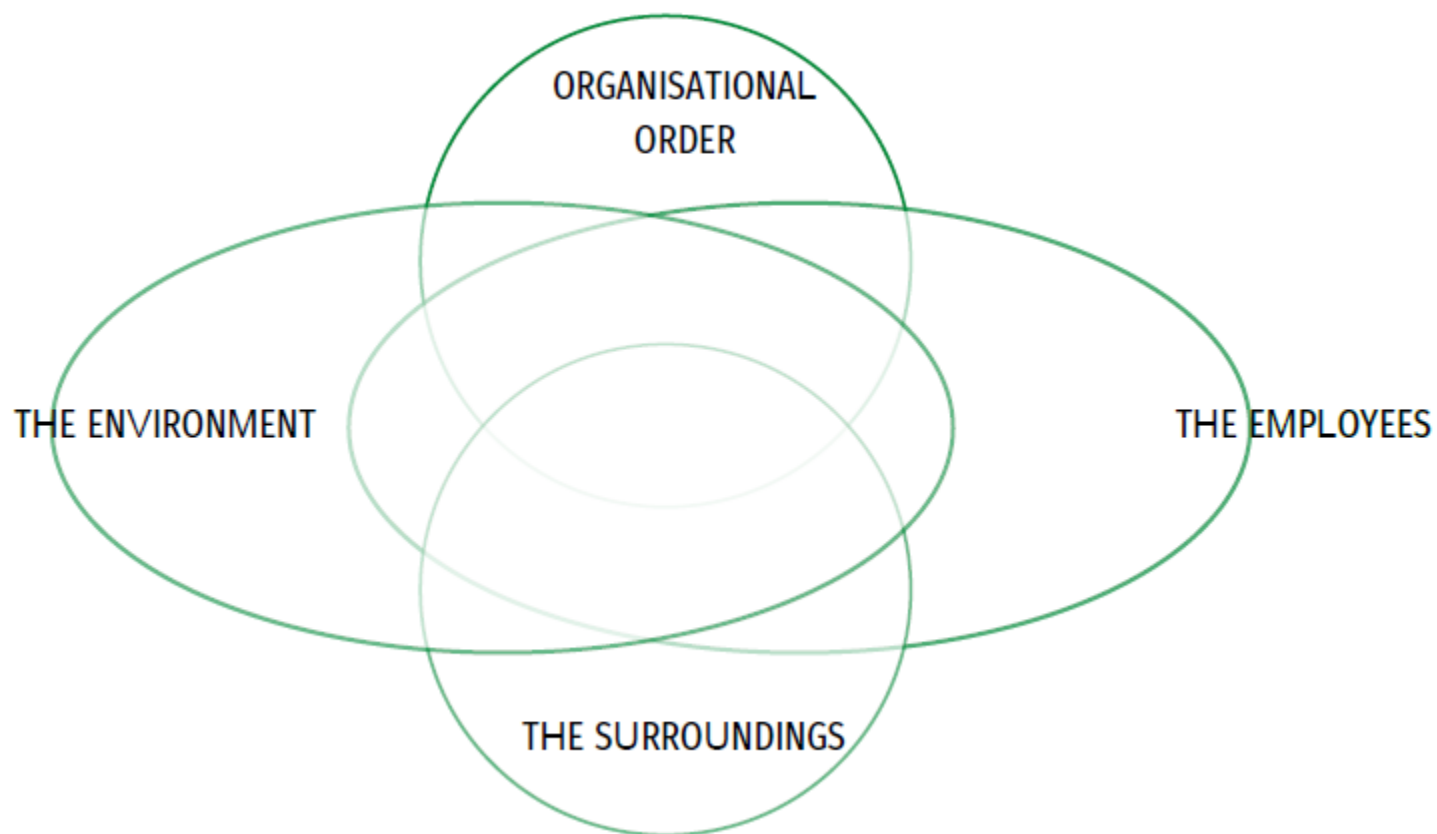 ORGANISATIONAL
ORDER
THE ENVIRONMENT
THE EMPLOYEES
THE SURROUNDINGS